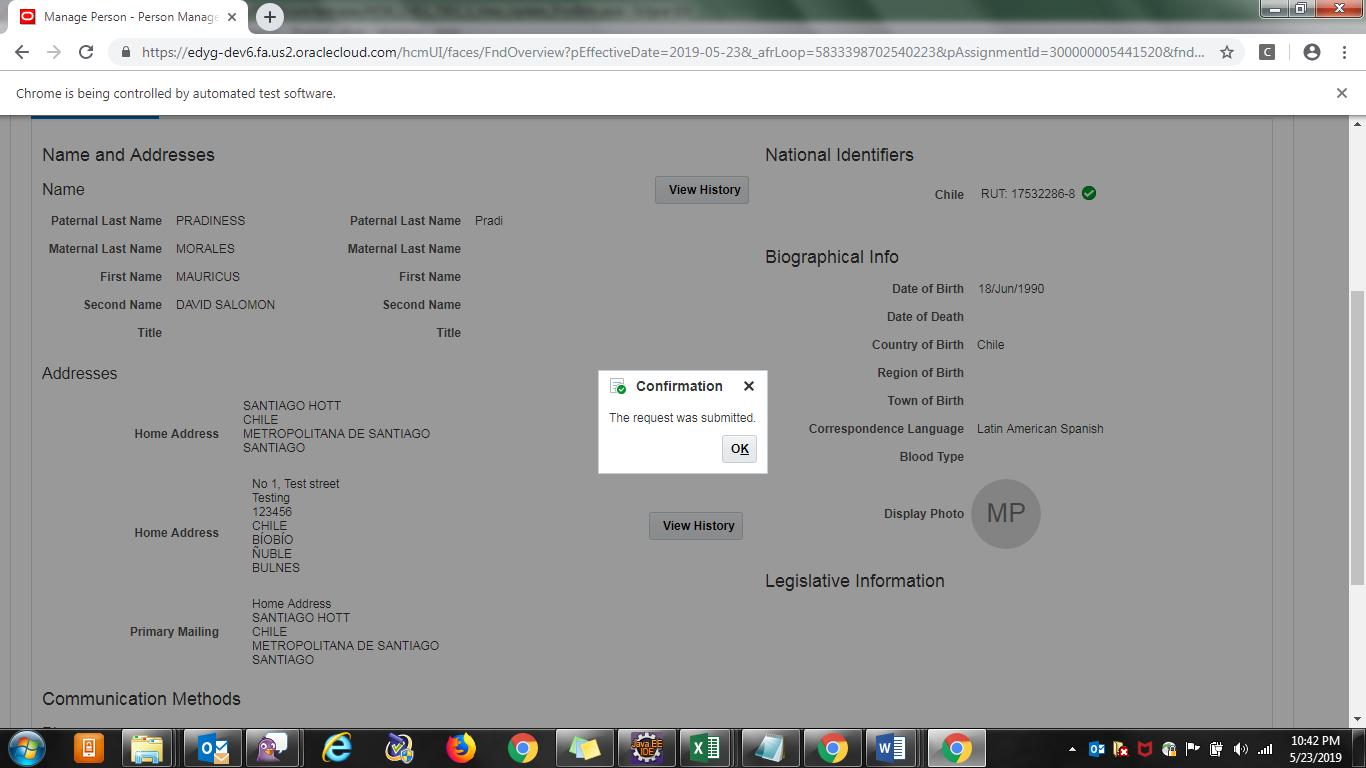 Manage Person - Person Manage
https://edyg-dev6.fa.us2.oraclecloud.com/hcmUI/faces/FndOverview?pEffectiveDate=2019-05-23&_afrLoop=5833398702540223&pAssignmentId=300000005441520&fnd...
C
Chrome is being controlled by automated test software.
Name and Addresses
Name
View History
Paternal Last Name PRADINESS Paternal Last Name Pradi
Maternal Last Name MORALES Maternal Last Name
First Name MAURICUS First Name
Second Name DAVID SALOMON Second Name
Title Title
Addresses
Home Address
SANTIAGO HOTT
CHILE
METROPOLITANA DE SANTIAGO
SANTIAGO
Home Address
No 1, Test street
Testing
123456
CHILE
BÍOBÍO
ÑUBLE
BULNES
View History
Primary Mailing
Home Address
SANTIAGO HOTT
CHILE
METROPOLITANA DE SANTIAGO
SANTIAGO
Communication Methods
National Identifiers
Chile RUT: 17532286-8
Biographical Info
Date of Birth 18/Jun/1990
Date of Death
Country of Birth Chile
Region of Birth
Town of Birth
Correspondence Language Latin American Spanish
Blood Type
Display Photo MP
Legislative Information
Confirmation
The request was submitted.
OK
Java EE
IDE
10:42 PM
5/23/2019